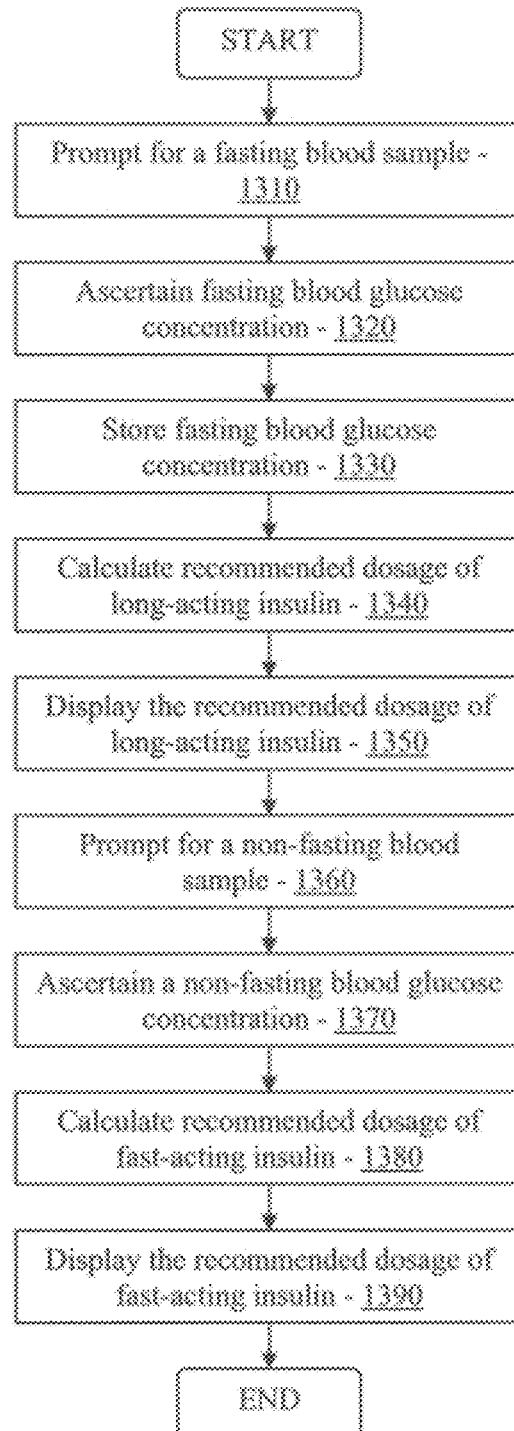 START
Prompt for a fasting blood sample -
1310
Ascertain fasting blood glucose
concentration - 1320
Store fasting blood glucose
concentration - 1330
Calculate recommended dosage of
long-acting insulin - 1340
Display the recommended dosage of
long-acting insulin - 1350
Prompt for a non-fasting blood
sample - 1360
Ascertain a non-fasting blood glucose
concentration - 1370
Calculate recommended dosage of
fast-acting insulin - 1380
Display the recommended dosage of
fast-acting insulin - 1390
END